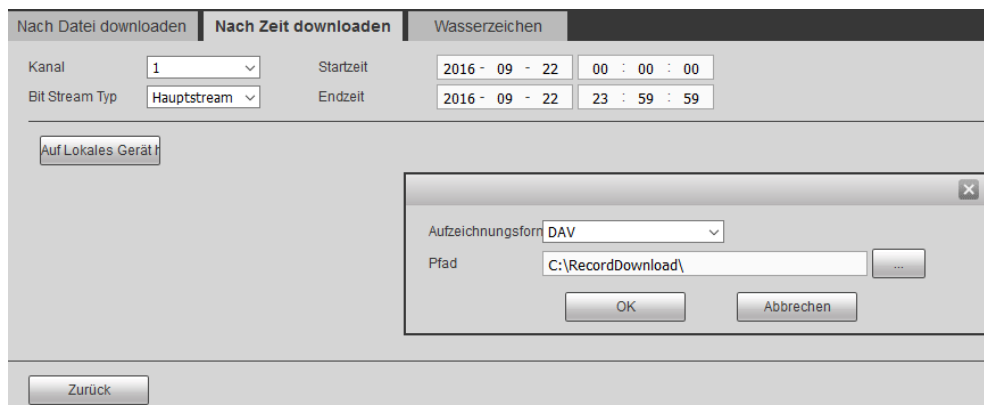 Nach Datei downloaden Nach Zeit downloaden Wasserzeichen
Kanal 1 Startzeit 2016 - 09 - 22 00 : 00 : 00
Bit Stream Typ Hauptstream Endzeit 2016 - 09 - 22 23 : 59 : 59
Auf Lokales Gerät h
Aufzeichnungsforn DAV
Pfad C:\RecordDownload\ ...
OK Abbrechen
Zurück